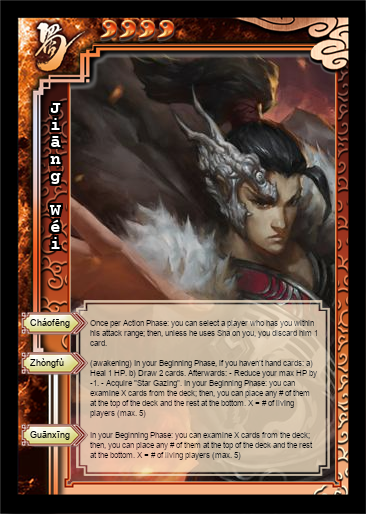 蜀
Jiāng Wéi
Cháofēng
Once per Action Phase: you can select a player who has you within
his attack range; then, unless he uses Sha on you, you discard him 1
card.
Zhòngfù
(awakening) in your Beginning Phase, if you haven't hand cards: a)
Heal 1 HP. b) Draw 2 cards. Afterwards: - Reduce your max HP by
-1. - Acquire "Star Gazing". In your Beginning Phase: you can
examine X cards from the deck; then, you can place any # of them
at the top of the deck and the rest at the bottom. X = # of living
players (max. 5)
Guānxīng
In your Beginning Phase: you can examine X cards from the deck;
then, you can place any # of them at the top of the deck and the rest
at the bottom. X = # of living players (max. 5)